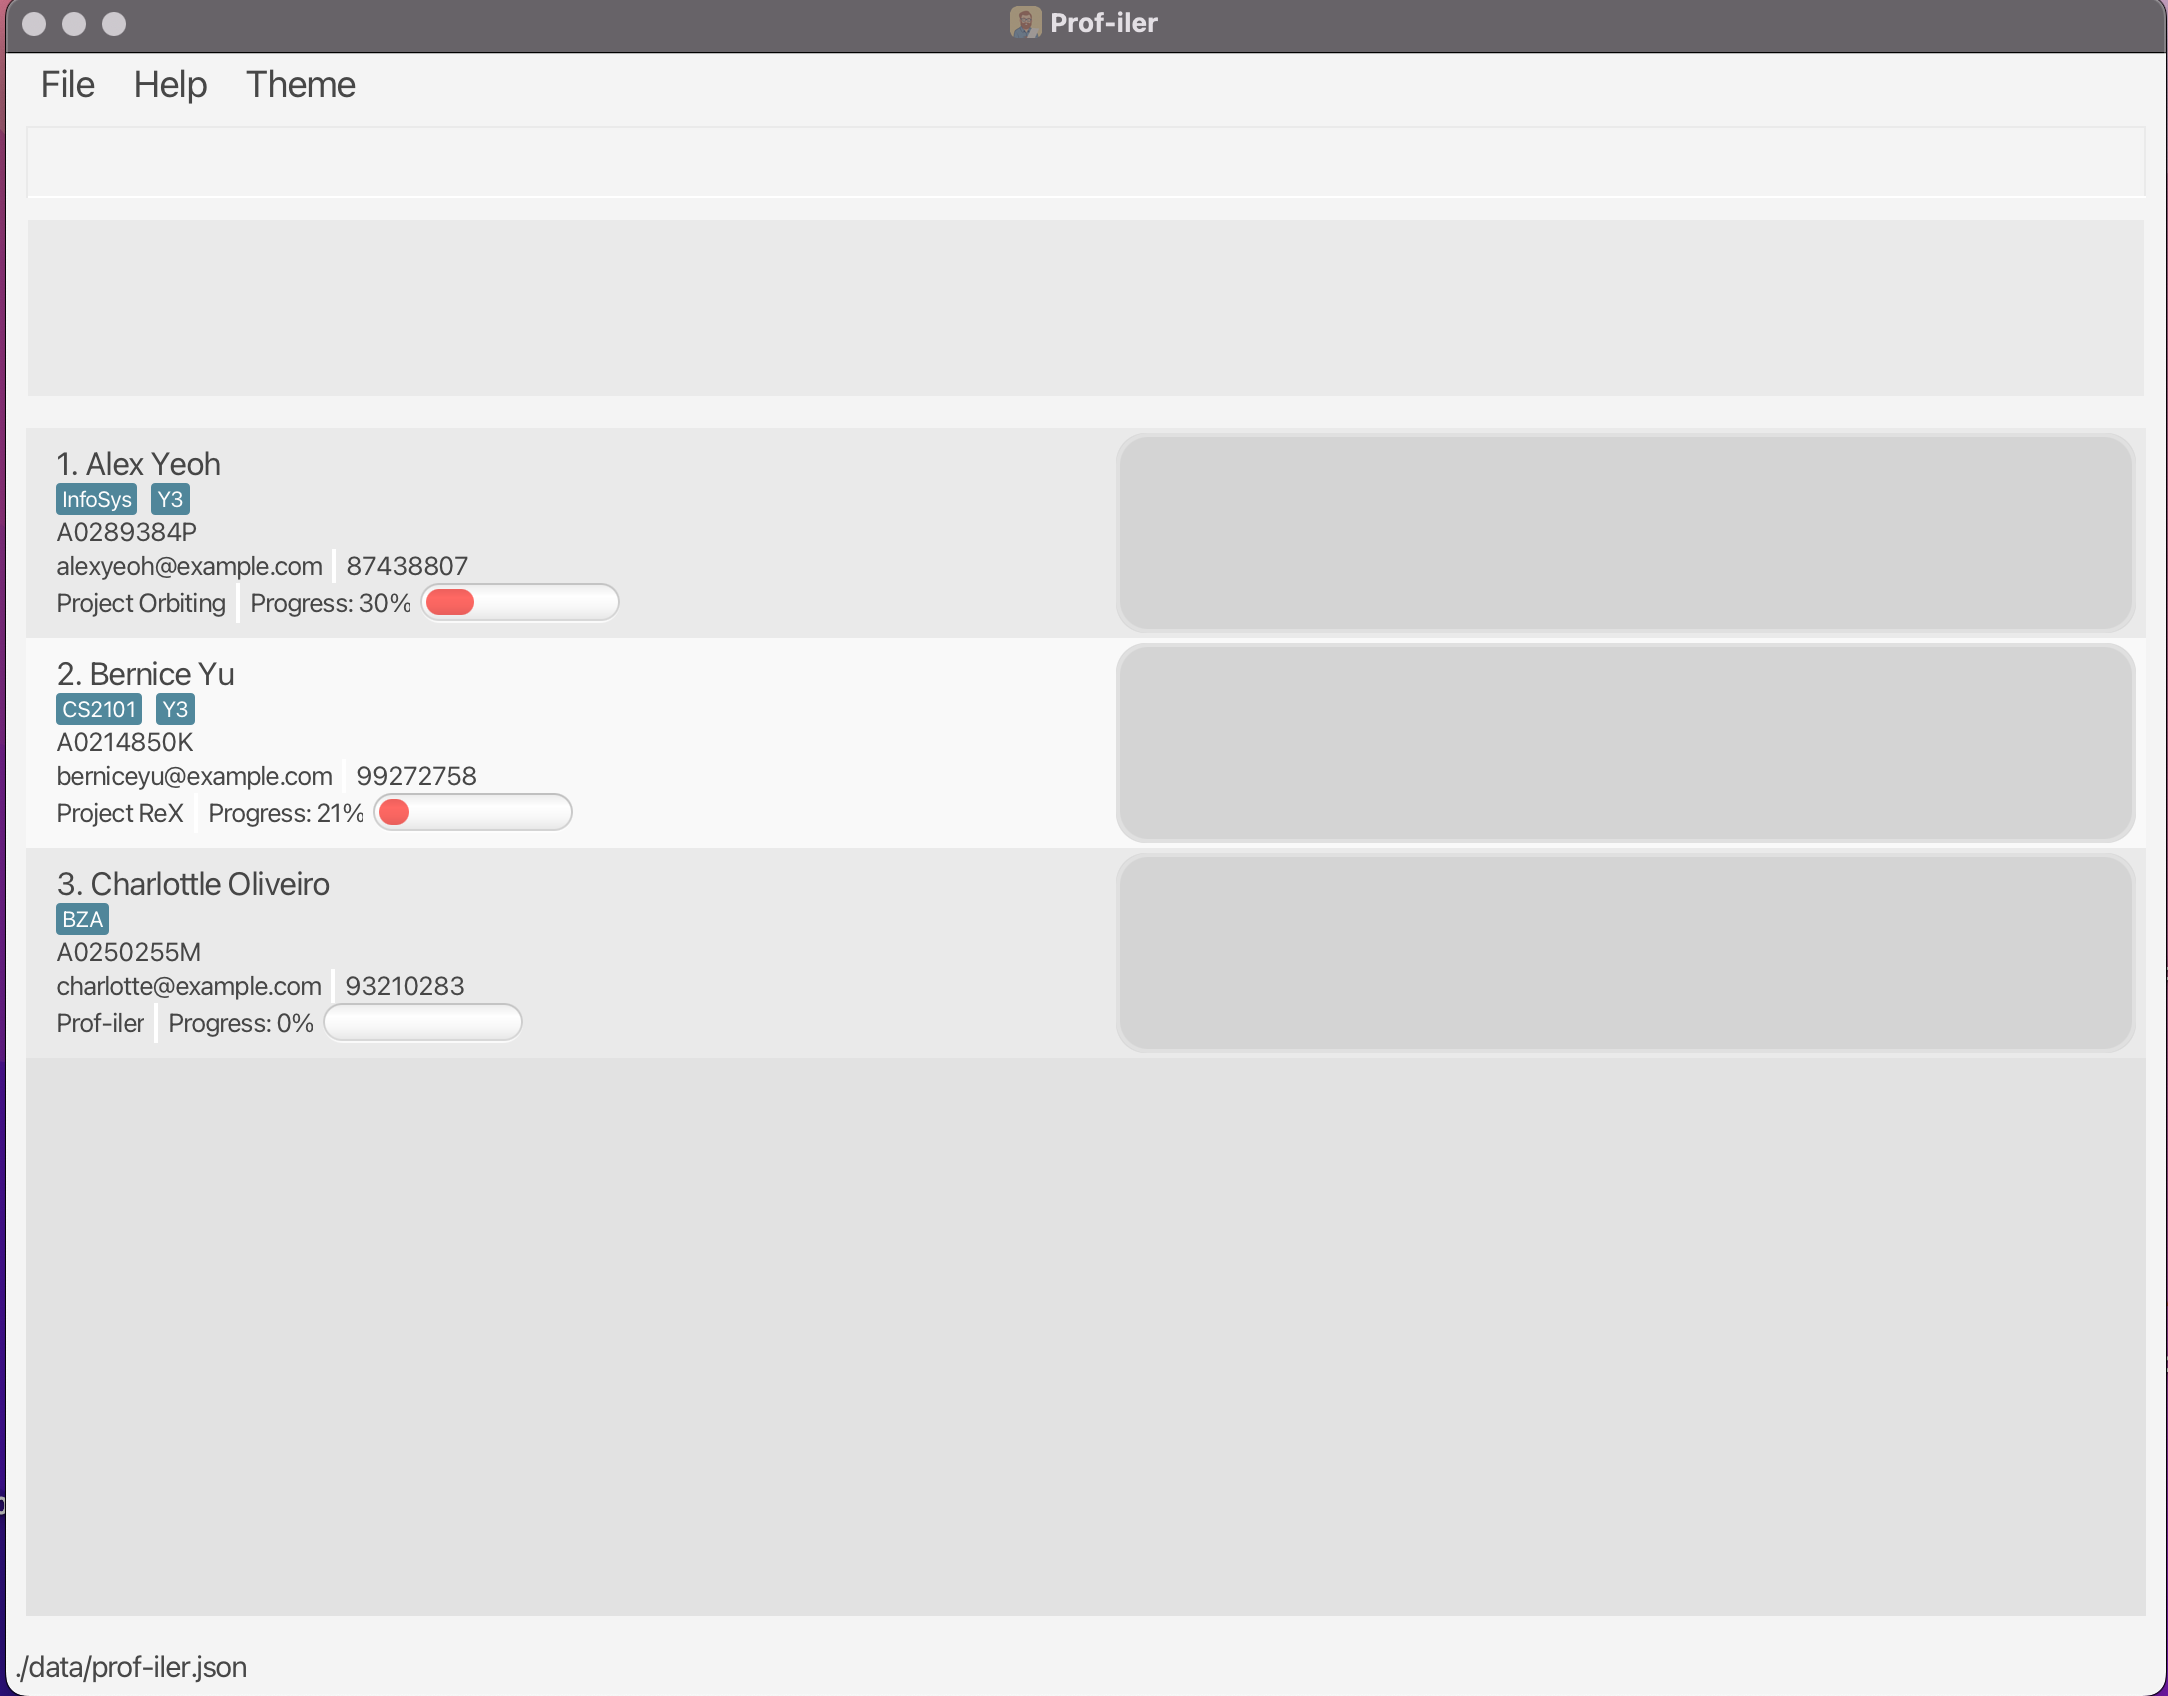 Prof-iler
File Help Theme
1. Alex Yeoh
InfoSys Y3
A0289384P
alexyeoh@example.com 87438807
Project Orbiting Progress: 30%
2. Bernice Yu
CS2101 Y3
A0214850K
berniceyu@example.com 99272758
Project ReX Progress: 21%
3. Charlottle Oliveiro
BZA
A0250255M
charlotte@example.com 93210283
Prof-iler Progress: 0%
./data/prof-iler.json